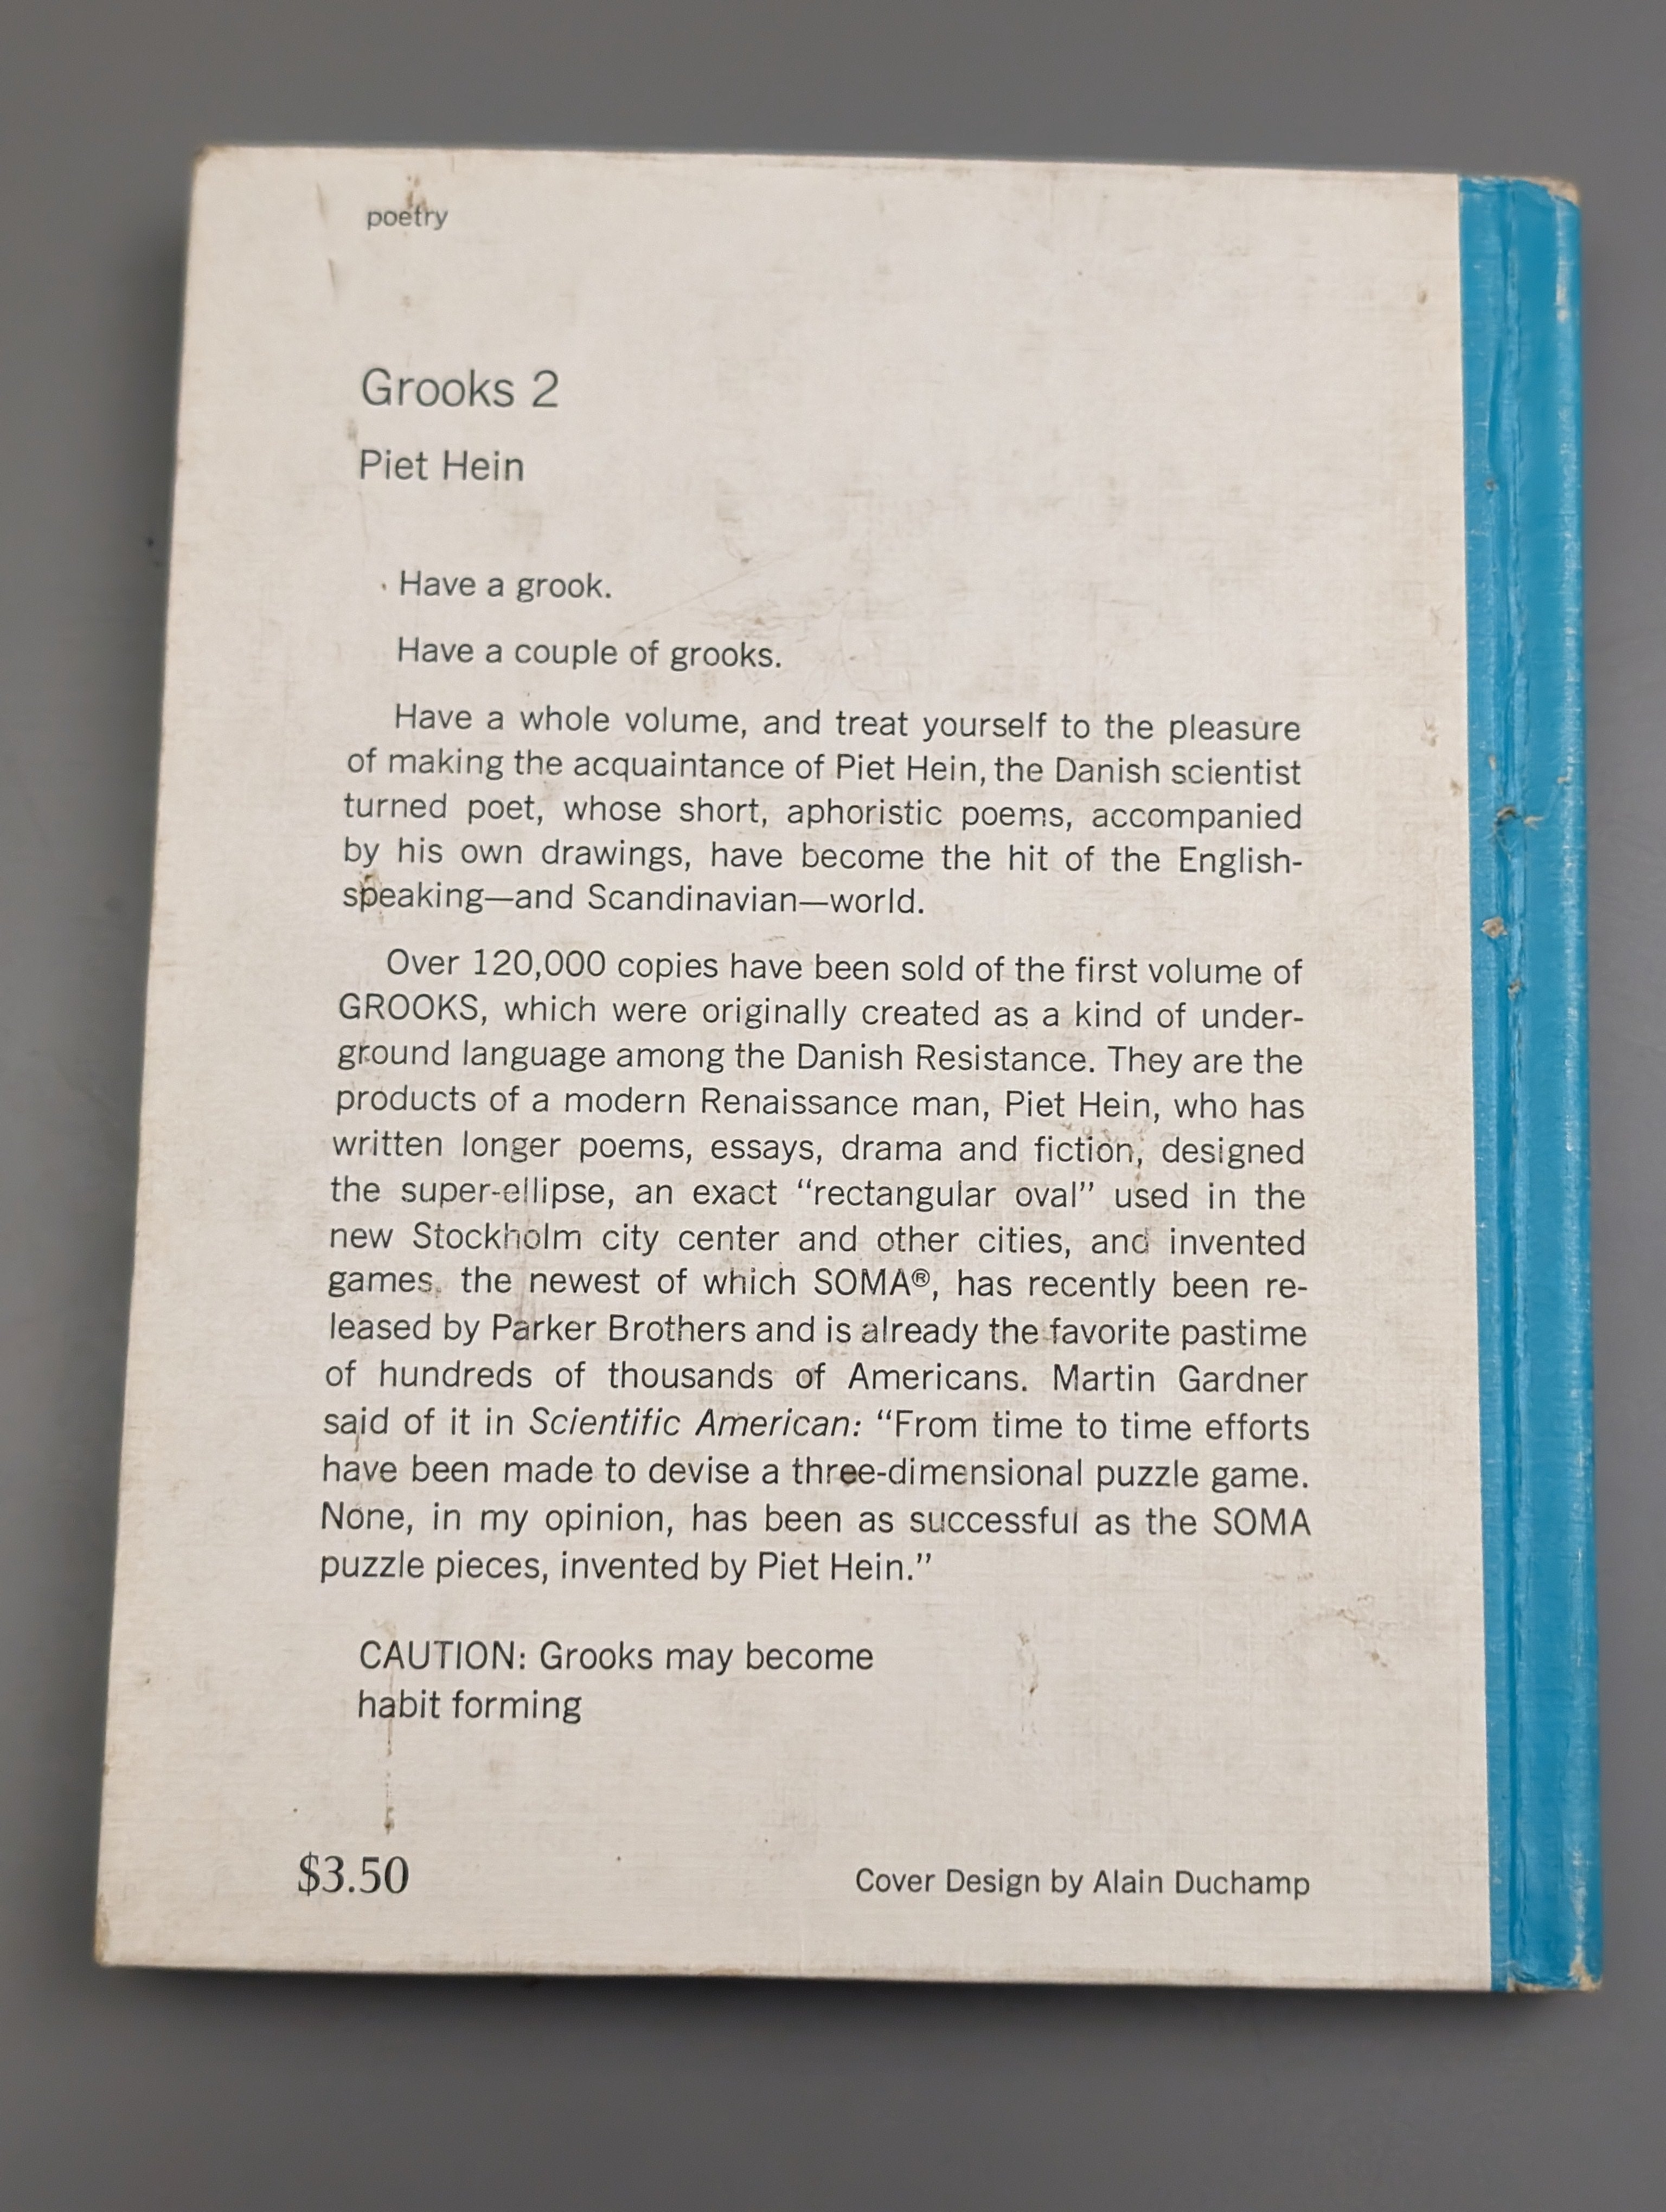 poetry
Grooks 2
Piet Hein
Have a grook.
Have a couple of grooks.
Have a whole volume, and treat yourself to the pleasure
of making the acquaintance of Piet Hein, the Danish scientist
turned poet, whose short, aphoristic poems, accompanied
by his own drawings, have become the hit of the English-
speaking—and Scandinavian—world.
Over 120,000 copies have been sold of the first volume of
GROOKS, which were originally created as a kind of under-
ground language among the Danish Resistance. They are the
products of a modern Renaissance man, Piet Hein, who has
written longer poems, essays, drama and fiction, designed
the super-ellipse, an exact “rectangular oval” used in the
new Stockholm city center and other cities, and invented
games, the newest of which SOMA®, has recently been re-
leased by Parker Brothers and is already the favorite pastime
of hundreds of thousands of Americans. Martin Gardner
said of it in Scientific American: “From time to time efforts
have been made to devise a three-dimensional puzzle game.
None, in my opinion, has been as successful as the SOMA
puzzle pieces, invented by Piet Hein.”
CAUTION: Grooks may become
habit forming
$3.50
Cover Design by Alain Duchamp